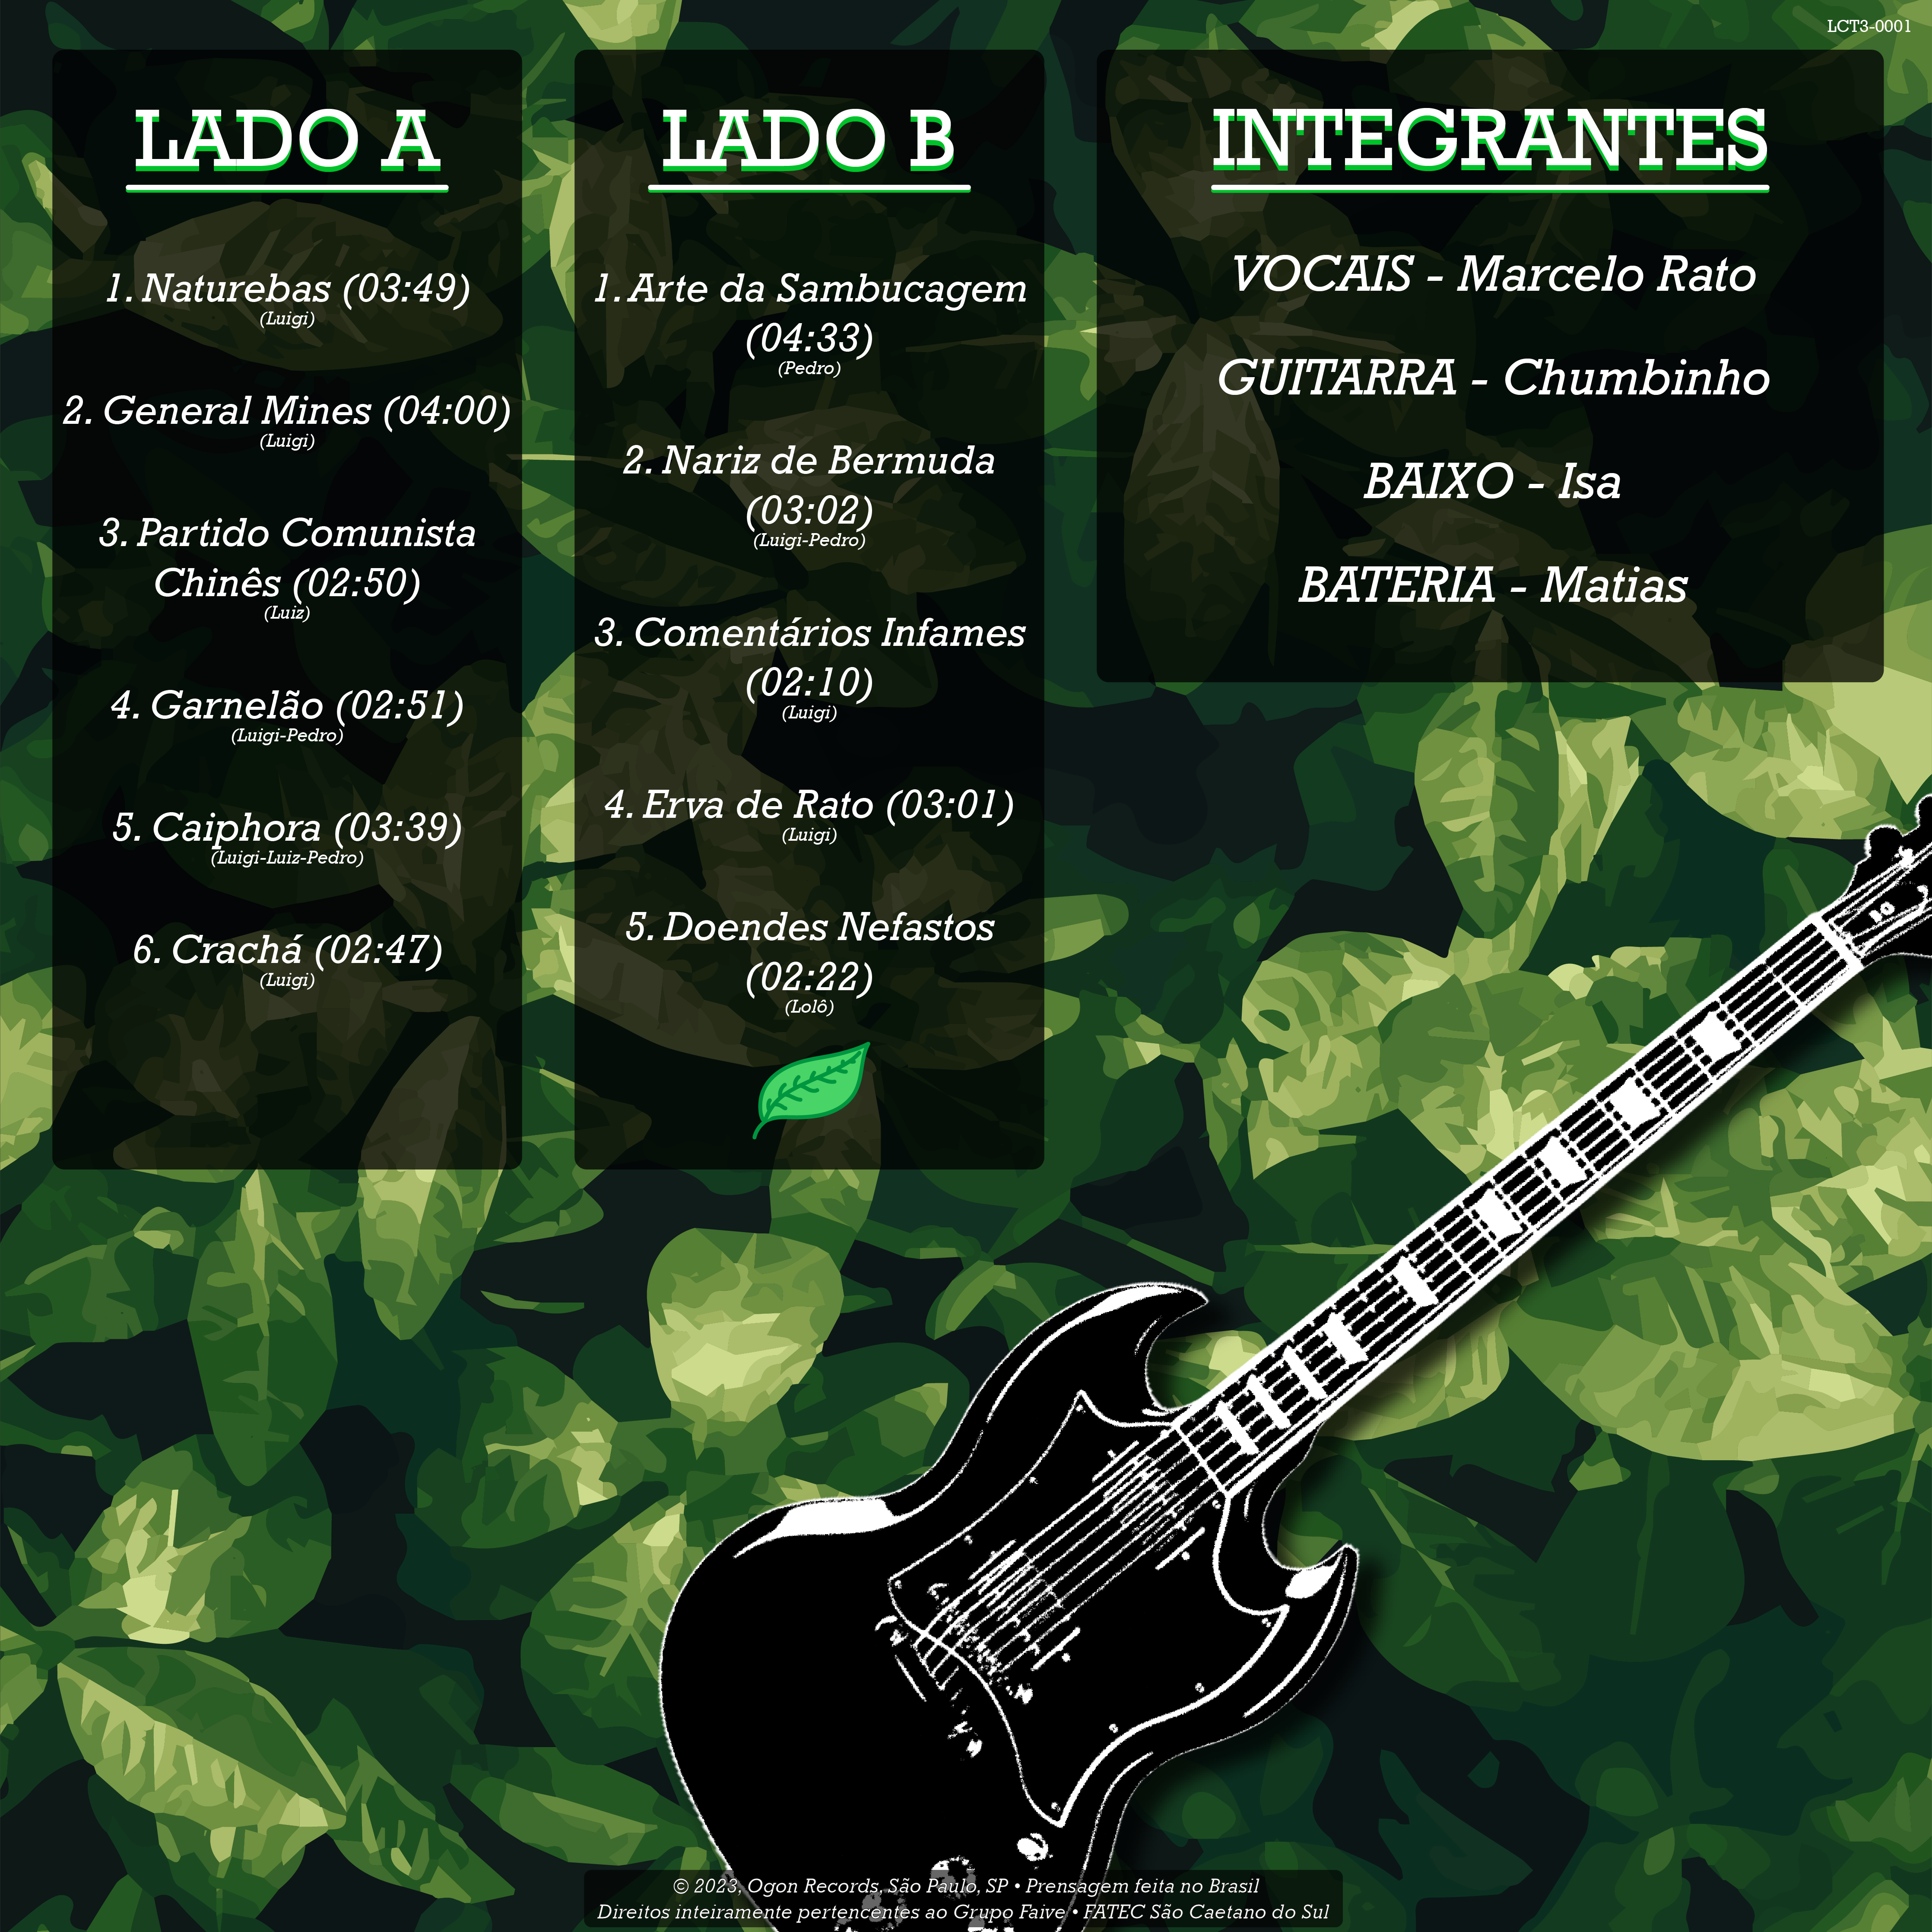 LCT3-0001
LADO A
1. Naturebas (03:49)
(Luigi)
2. General Mines (04:00)
(Luigi)
3. Partido Comunista
Chinês (02:50)
(Luiz)
4. Garnelão (02:51)
(Luigi-Pedro)
5. Caiphora (03:39)
(Luigi-Luiz-Pedro)
6. Crachá (02:47)
(Luigi)
LADO B
1. Arte da Sambucagem
(04:33)
(Pedro)
2. Nariz de Bermuda
(03:02)
(Luigi-Pedro)
3. Comentários Infames
(02:10)
(Luigi)
4. Erva de Rato (03:01)
(Luigi)
5. Doendes Nefastos
(02:22)
(Lolô)
INTEGRANTES
VOCAIS - Marcelo Rato
GUITARRA - Chumbinho
BAIXO - Isa
BATERIA - Matias
© 2023, Ogon Records, São Paulo, SP • Prensagem feita no Brasil
Direitos inteiramente pertencentes ao Grupo Faive • FATEC São Caetano do Sul